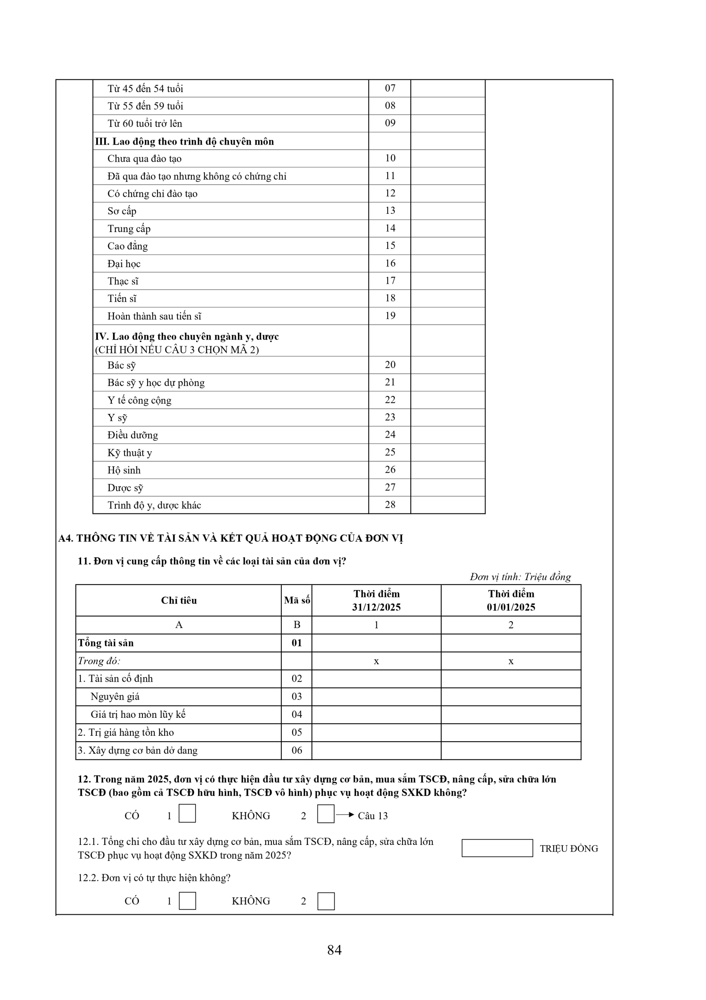 Từ 45 đến 54 tuổi 07
Từ 55 đến 59 tuổi 08
Từ 60 tuổi trở lên 09
III. Lao động theo trình độ chuyên môn
Chưa qua đào tạo 10
Đã qua đào tạo nhưng không có chứng chỉ 11
Có chứng chỉ đào tạo 12
Sơ cấp 13
Trung cấp 14
Cao đẳng 15
Đại học 16
Thạc sĩ 17
Tiến sĩ 18
Hoàn thành sau tiến sĩ 19
IV. Lao động theo chuyên ngành y, dược
(CHỈ HỎI NẾU CÂU 3 CHỌN MÃ 2)
Bác sỹ 20
Bác sỹ y học dự phòng 21
Y tế công cộng 22
Y sỹ 23
Điều dưỡng 24
Kỹ thuật y 25
Hộ sinh 26
Dược sỹ 27
Trình độ y, dược khác 28
A4. THÔNG TIN VỀ TÀI SẢN VÀ KẾT QUẢ HOẠT ĐỘNG CỦA ĐƠN VỊ
11. Đơn vị cung cấp thông tin về các loại tài sản của đơn vị?
Đơn vị tính: Triệu đồng
Chỉ tiêu Mã số Thời điểm 31/12/2025 Thời điểm 01/01/2025
A B 1 2
Tổng tài sản 01
Trong đó: x x
1. Tài sản cố định 02
Nguyên giá 03
Giá trị hao mòn lũy kế 04
2. Trị giá hàng tồn kho 05
3. Xây dựng cơ bản dở dang 06
12. Trong năm 2025, đơn vị có thực hiện đầu tư xây dựng cơ bản, mua sắm TSCĐ, nâng cấp, sửa chữa lớn
TSCĐ (bao gồm cả TSCĐ hữu hình, TSCĐ vô hình) phục vụ hoạt động SXKD không?
CÓ 1 KHÔNG 2 Câu 13
12.1. Tổng chi cho đầu tư xây dựng cơ bản, mua sắm TSCĐ, nâng cấp, sửa chữa lớn
TSCĐ phục vụ hoạt động SXKD trong năm 2025? TRIỆU ĐỒNG
12.2. Đơn vị có tự thực hiện không?
CÓ 1 KHÔNG 2
84